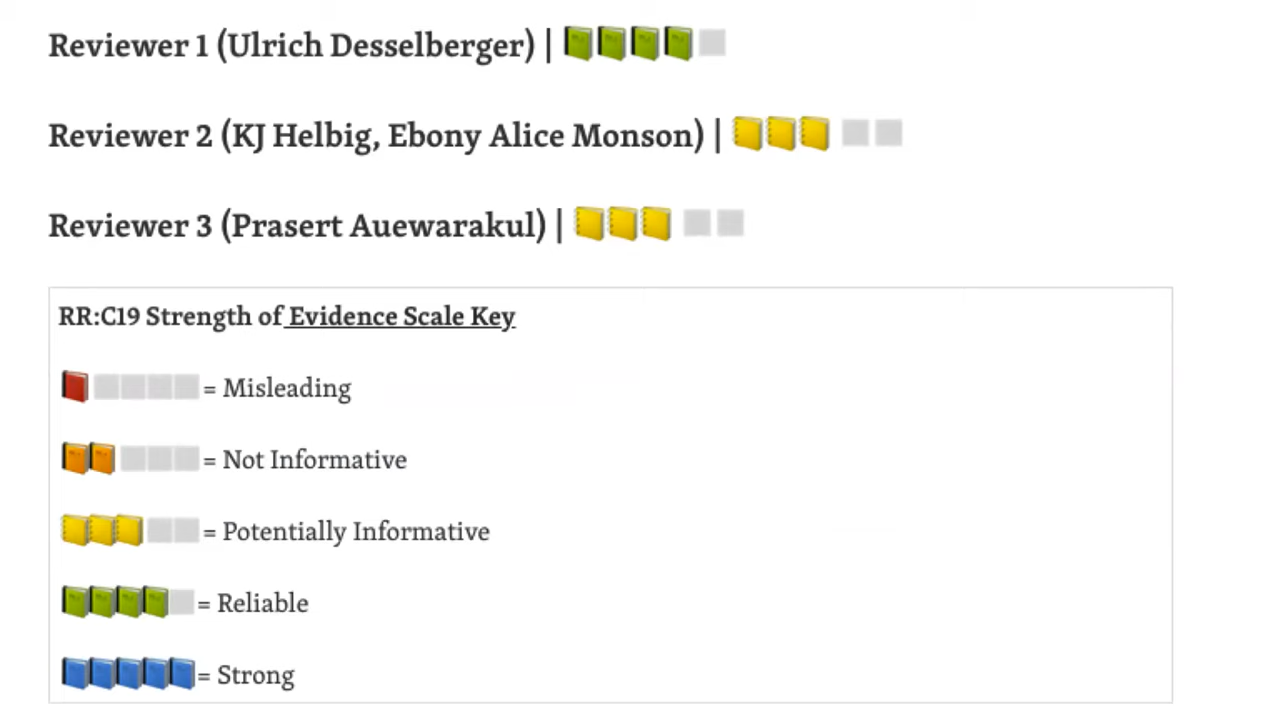 Reviewer 1 (Ulrich Desselberger) |
Reviewer 2 (KJ Helbig, Ebony Alice Monson) |
Reviewer 3 (Prasert Auewarakul) |
RR:C19 Strength of Evidence Scale Key
= Misleading
= Not Informative
= Potentially Informative
= Reliable
= Strong